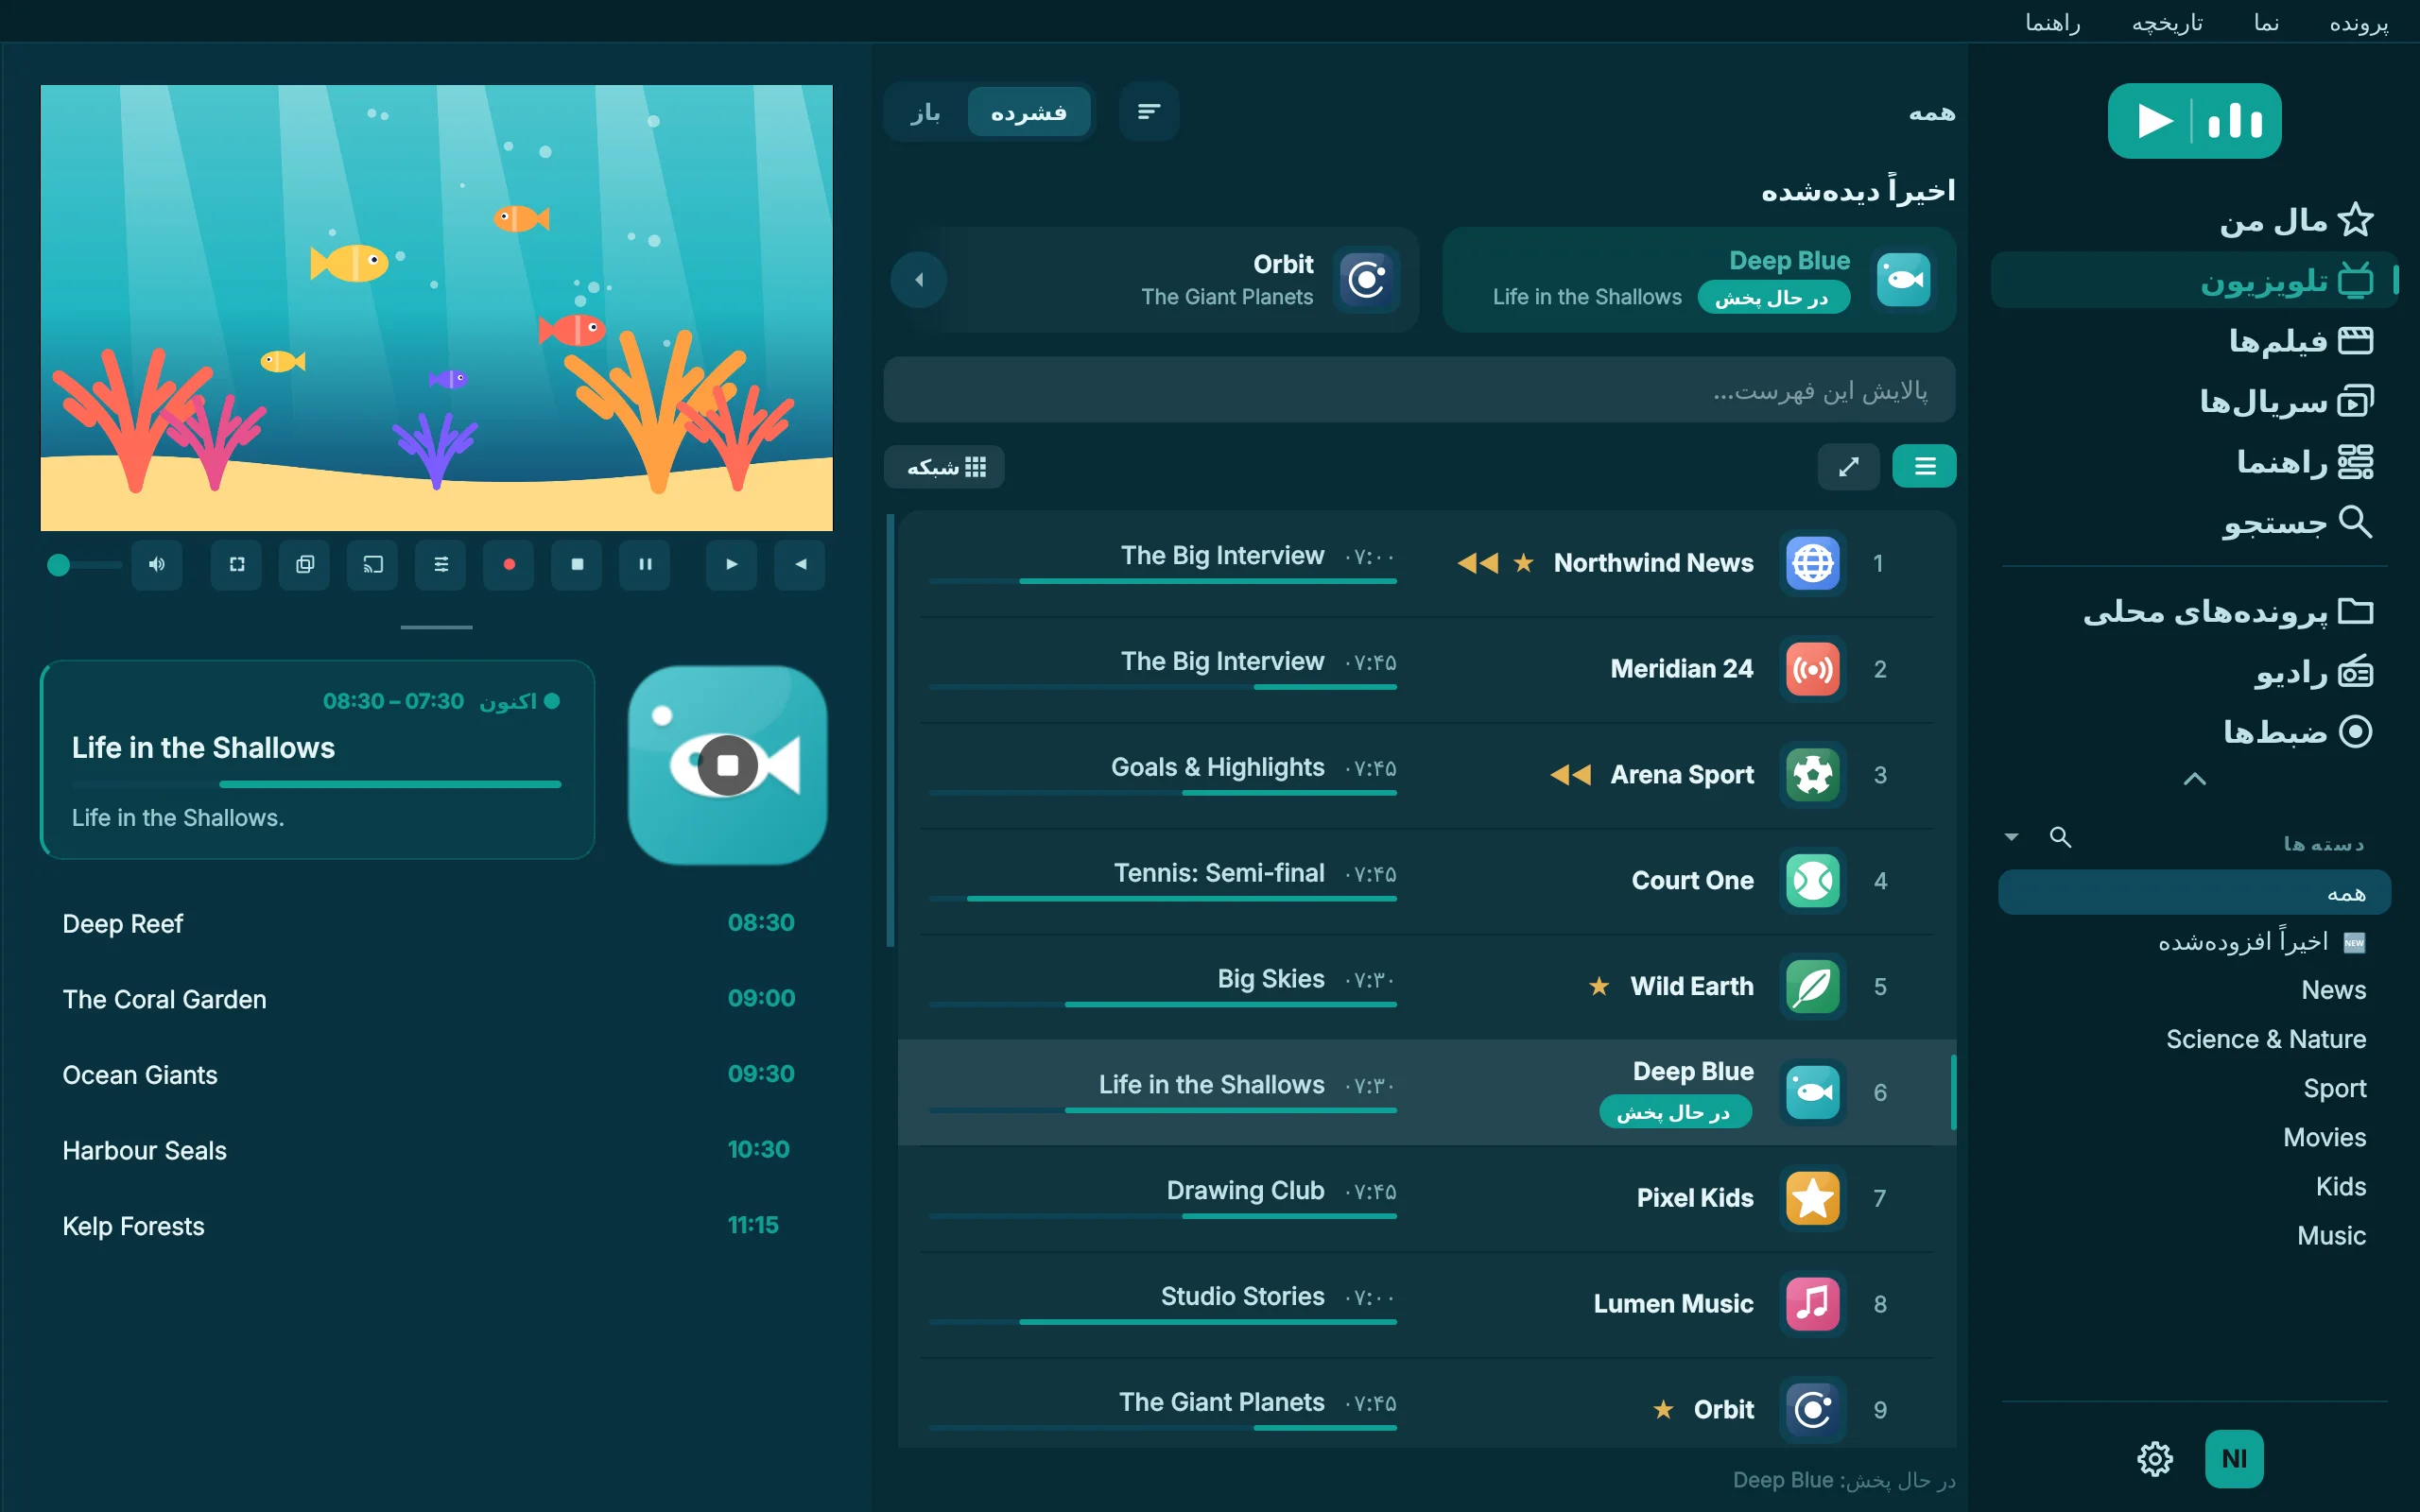 پرونده
نما
تاریخچه
راهنما
مال من
تلویزیون
فیلم‌ها
سریال‌ها
راهنما
جستجو
پرونده‌های محلی
رادیو
ضبط‌ها
دسته ها
همه
NEW اخیراً افزوده‌شده
News
Science & Nature
Sport
Movies
Kids
Music
NI
همه
فشرده
باز
اخیراً دیده‌شده
Deep Blue
در حال پخش Life in the Shallows
Orbit
The Giant Planets
پالایش این فهرست...
شبکه
1 Northwind News ۰۷:۰۰ The Big Interview
2 Meridian 24 ۰۷:۴۵ The Big Interview
3 Arena Sport ۰۷:۴۵ Goals & Highlights
4 Court One ۰۷:۴۵ Tennis: Semi-final
5 Wild Earth ۰۷:۳۰ Big Skies
6 Deep Blue ۰۷:۳۰ Life in the Shallows
در حال پخش
7 Pixel Kids ۰۷:۴۵ Drawing Club
8 Lumen Music ۰۷:۰۰ Studio Stories
9 Orbit ۰۷:۴۵ The Giant Planets
در حال پخش: Deep Blue
اکنون 07:30 – 08:30
Life in the Shallows
Life in the Shallows.
08:30 Deep Reef
09:00 The Coral Garden
09:30 Ocean Giants
10:30 Harbour Seals
11:15 Kelp Forests